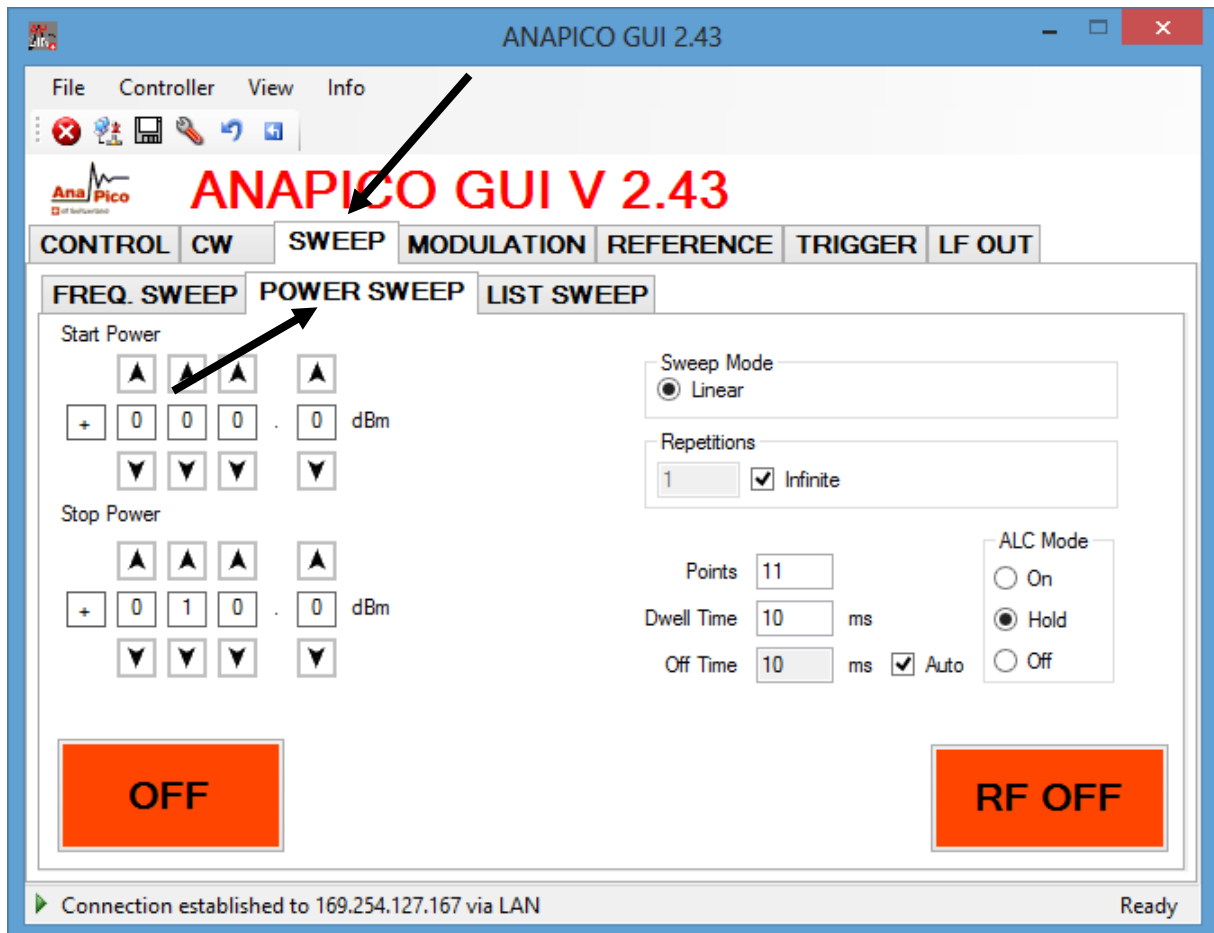 ANAPICO GUI 2.43
File Controller View Info
Ana Pico
ANAPICO GUI V 2.43
CONTROL CW SWEEP MODULATION REFERENCE TRIGGER LF OUT
FREQ. SWEEP POWER SWEEP LIST SWEEP
Start Power
+ 0 0 0 . 0 dBm
Stop Power
+ 0 1 0 . 0 dBm
Sweep Mode
Linear
Repetitions
1 Infinite
Points 11
Dwell Time 10 ms
Off Time 10 ms Auto
ALC Mode
On
Hold
Off
OFF
RF OFF
Connection established to 169.254.127.167 via LAN Ready